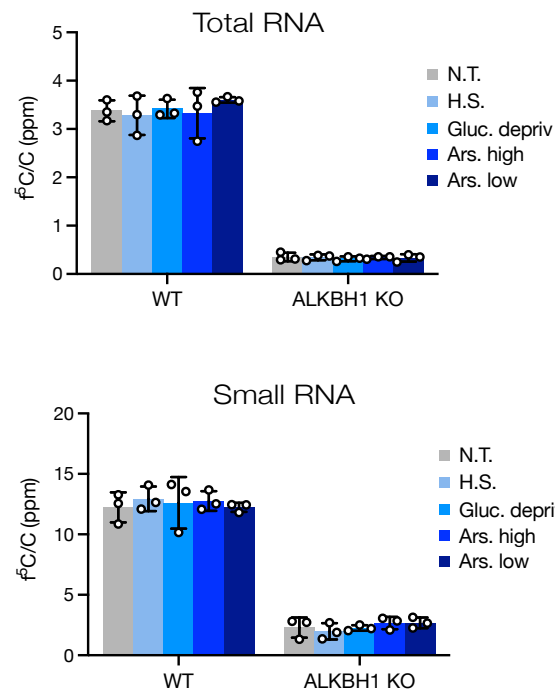 Total RNA
f⁵C/C (ppm)
5
4
3
2
1
0
WT
ALKBH1 KO
N.T.
H.S.
Gluc. depriv
Ars. high
Ars. low
Small RNA
f⁵C/C (ppm)
20
15
10
5
0
WT
ALKBH1 KO
N.T.
H.S.
Gluc. depri
Ars. high
Ars. low